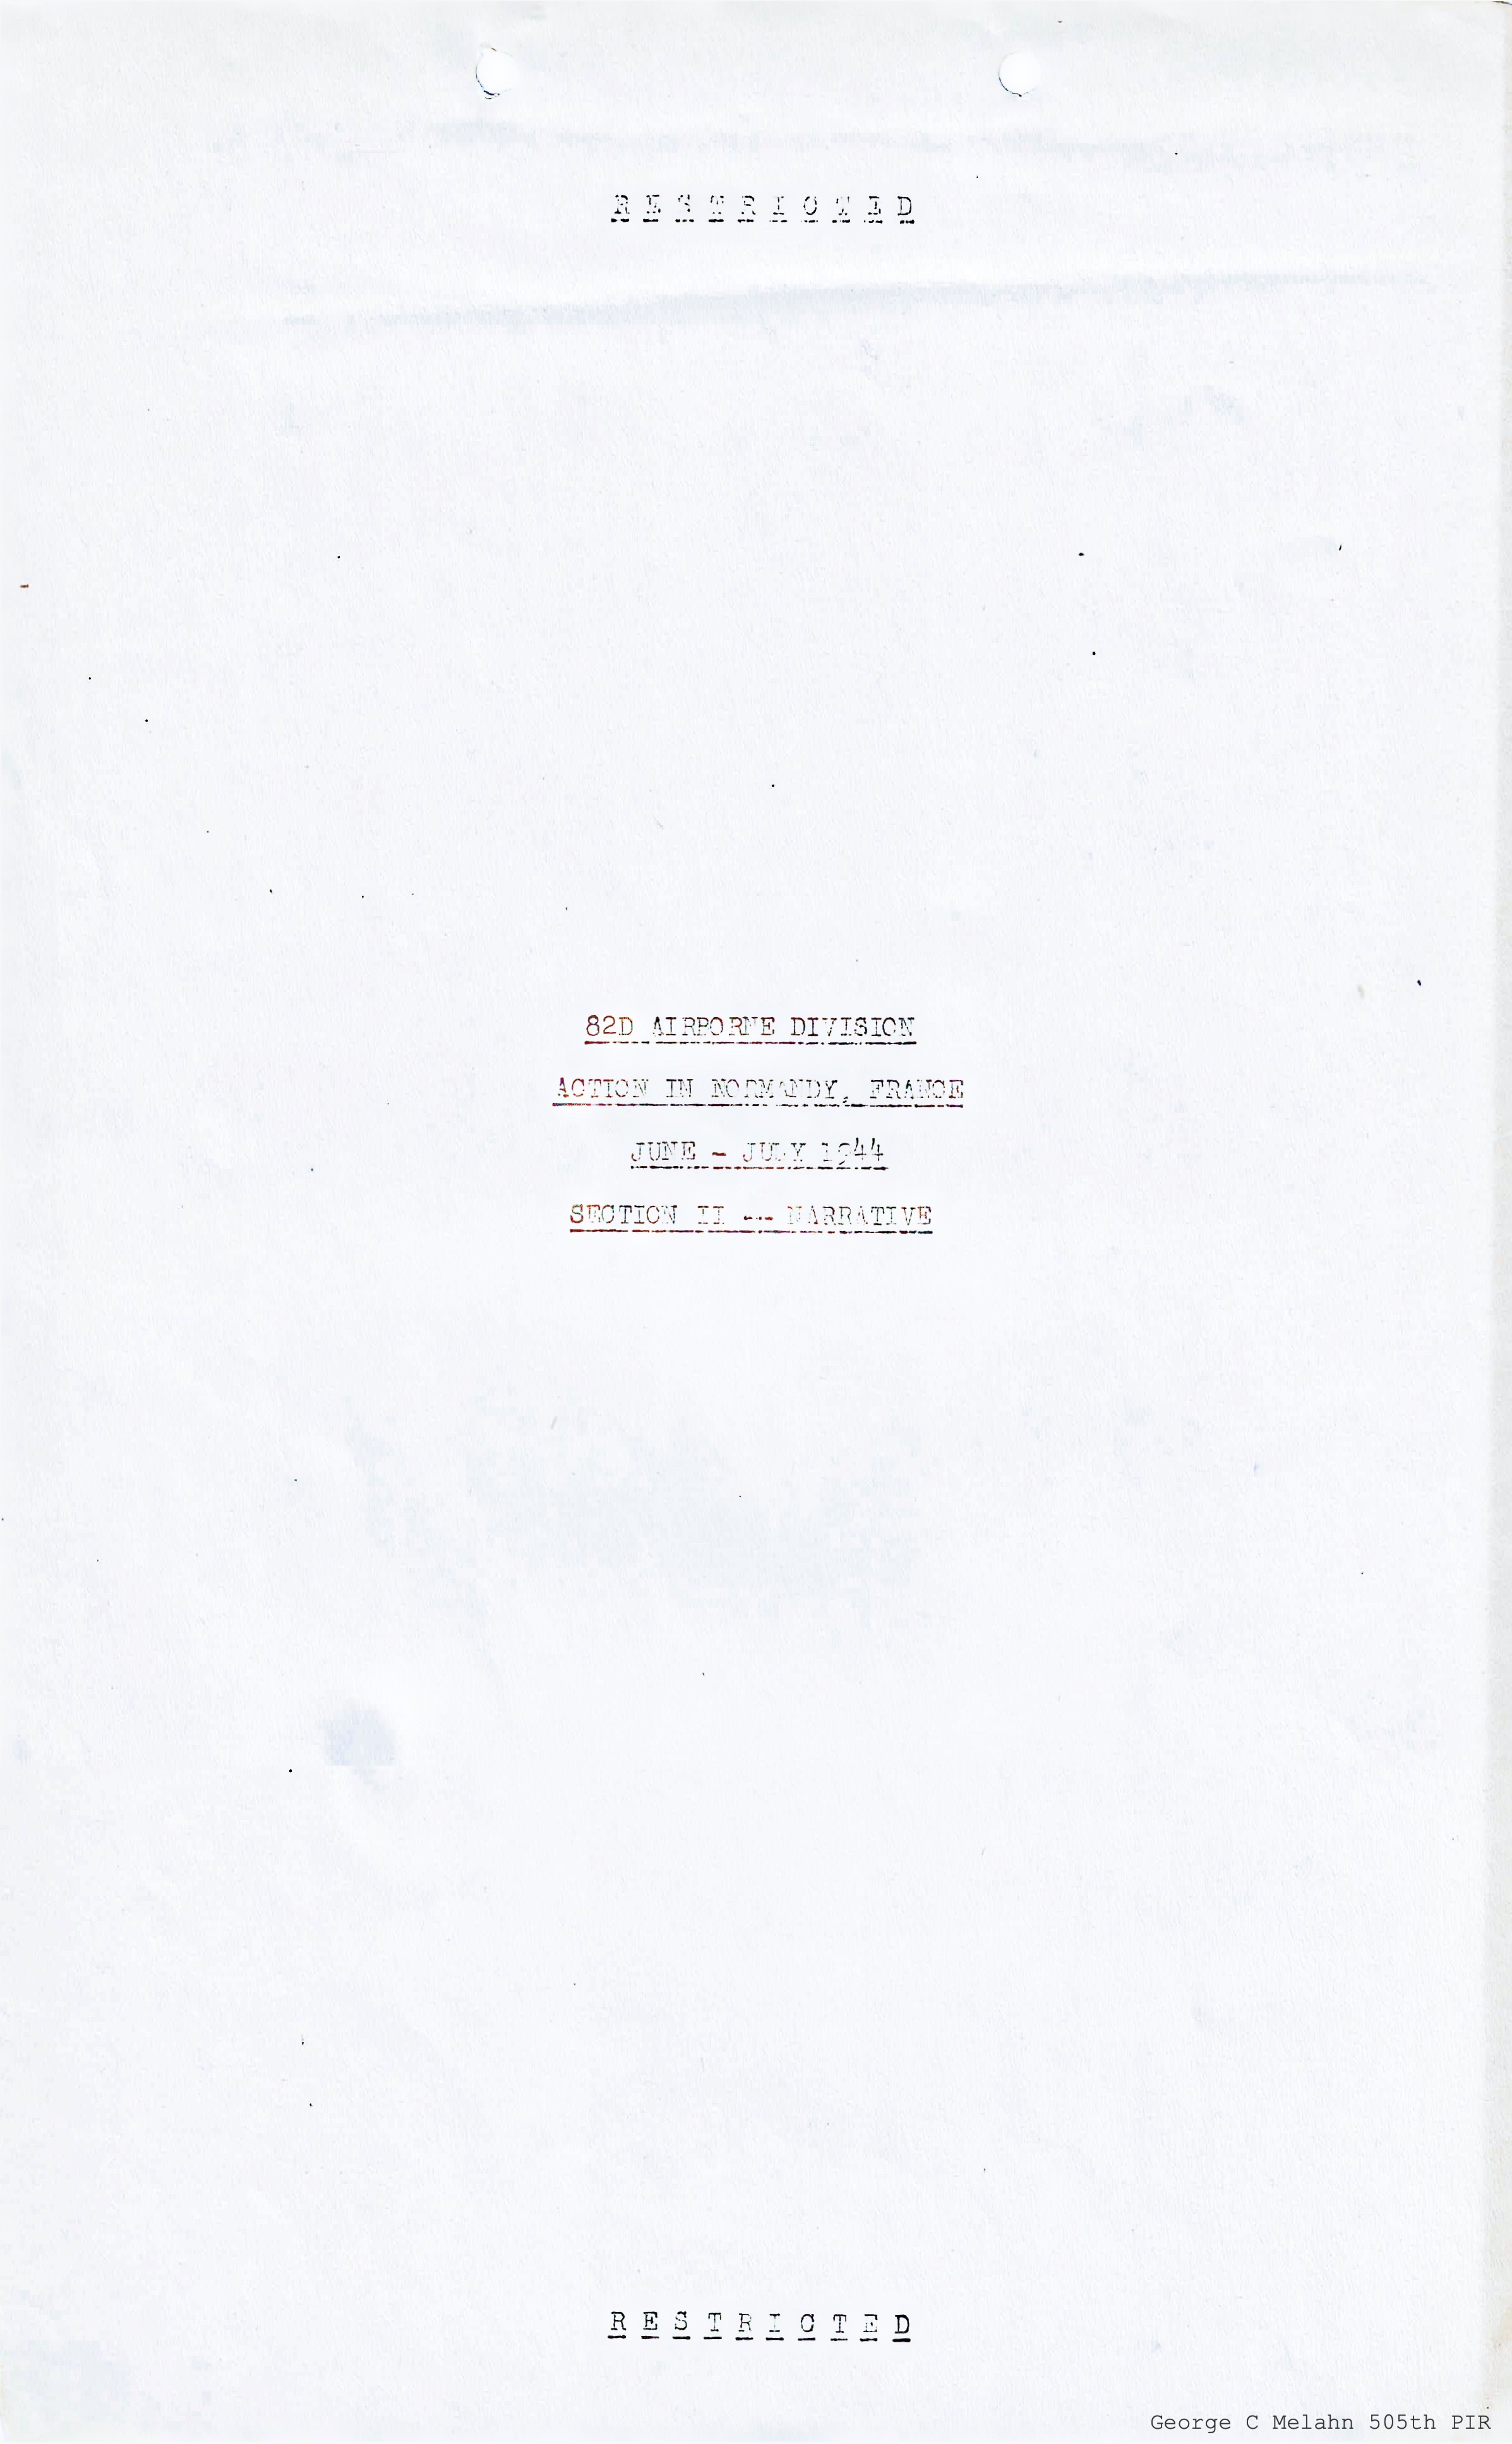 R E S T R I C T E D
82D AIRBORNE DIVISION
ACTION IN NORMANDY, FRANCE
JUNE - JULY 1944
SECTION II -- NARRATIVE
R E S T R I C T E D
George C Melahn 505th PIR